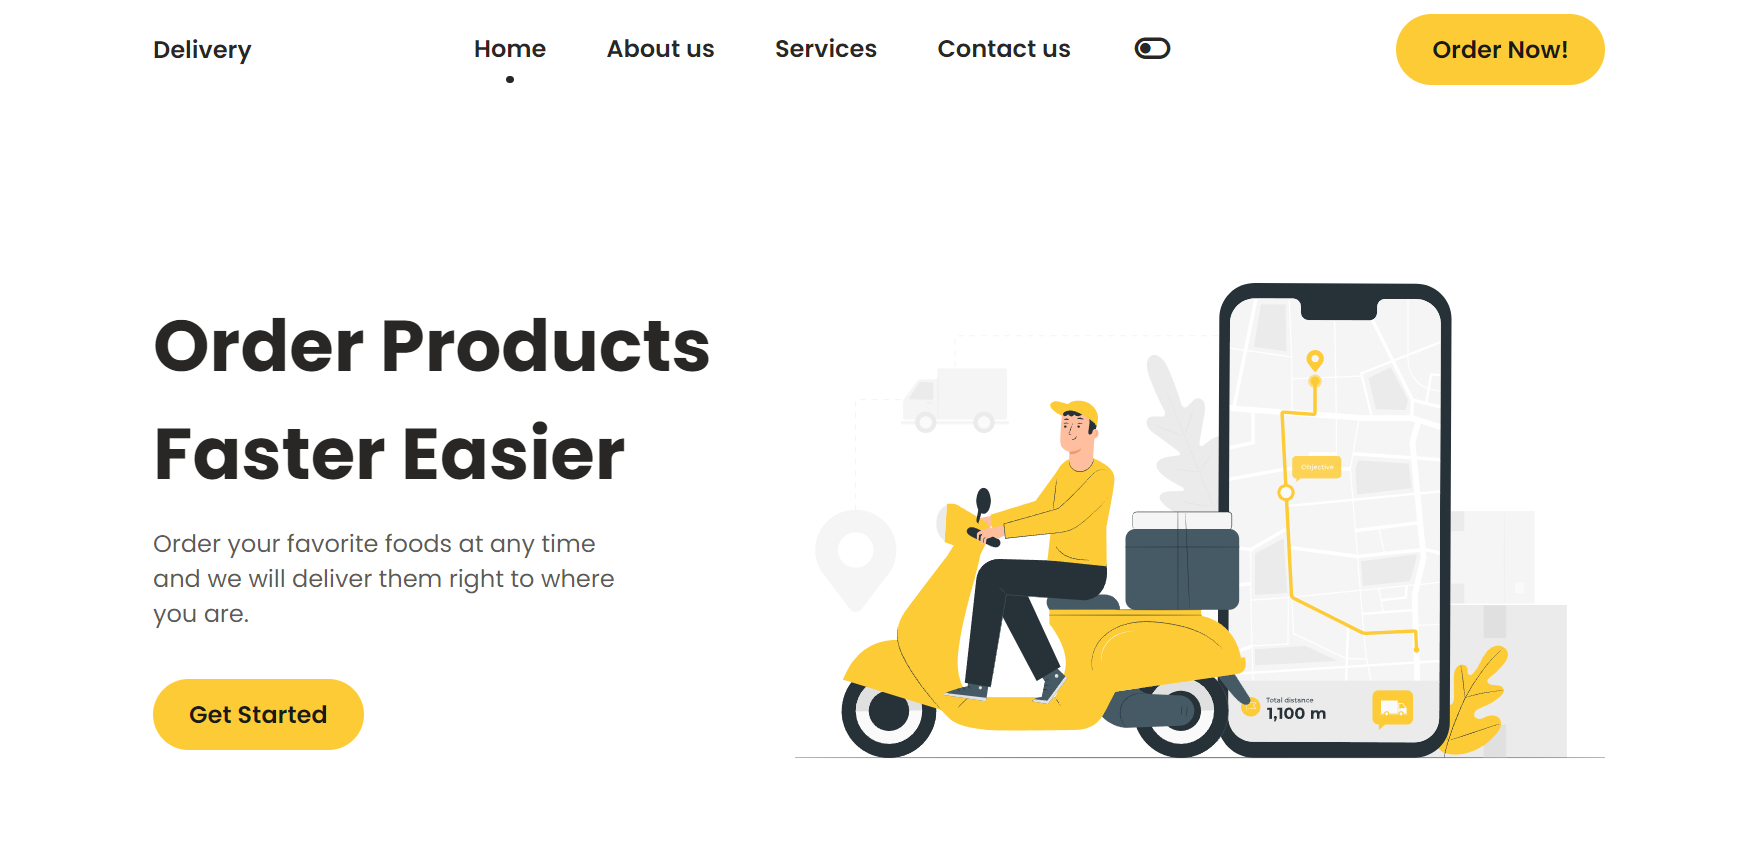 Delivery
Home
About us
Services
Contact us
Order Now!
Order Products
Faster Easier
Order your favorite foods at any time
and we will deliver them right to where
you are.
Get Started
Objective
Total distance
1,100 m